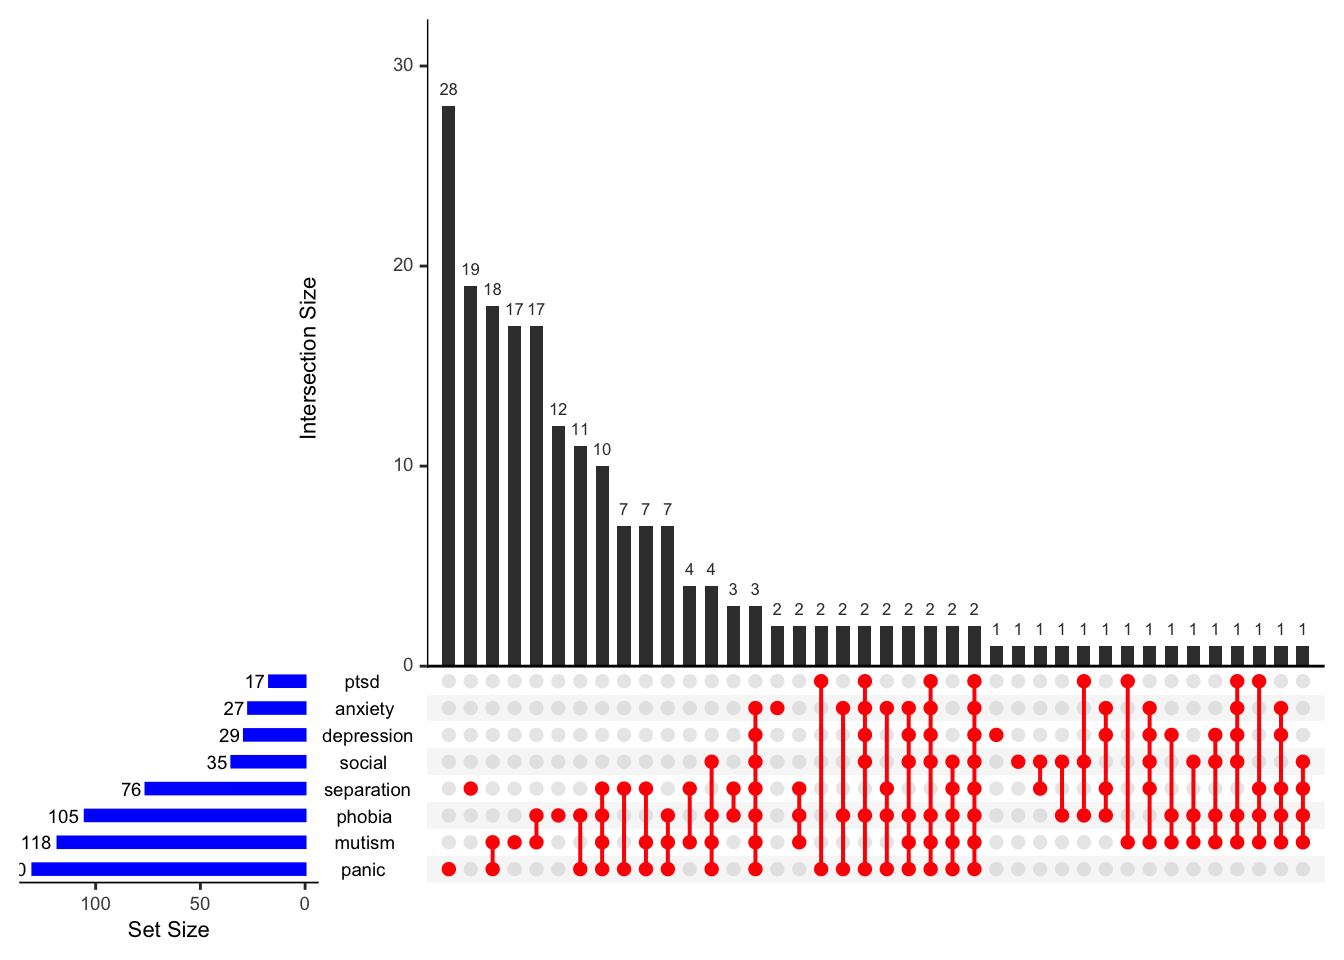 30
28
20
19
18
17 17
12
11
10
10
7 7 7
4 4
3 3
2 2 2 2 2 2 2 2 2 2
1 1 1 1 1 1 1 1 1 1 1 1 1 1 1
0
Intersection Size
17 ptsd
27 anxiety
29 depression
35 social
76 separation
105 phobia
118 mutism
0 panic
100 50 0
Set Size